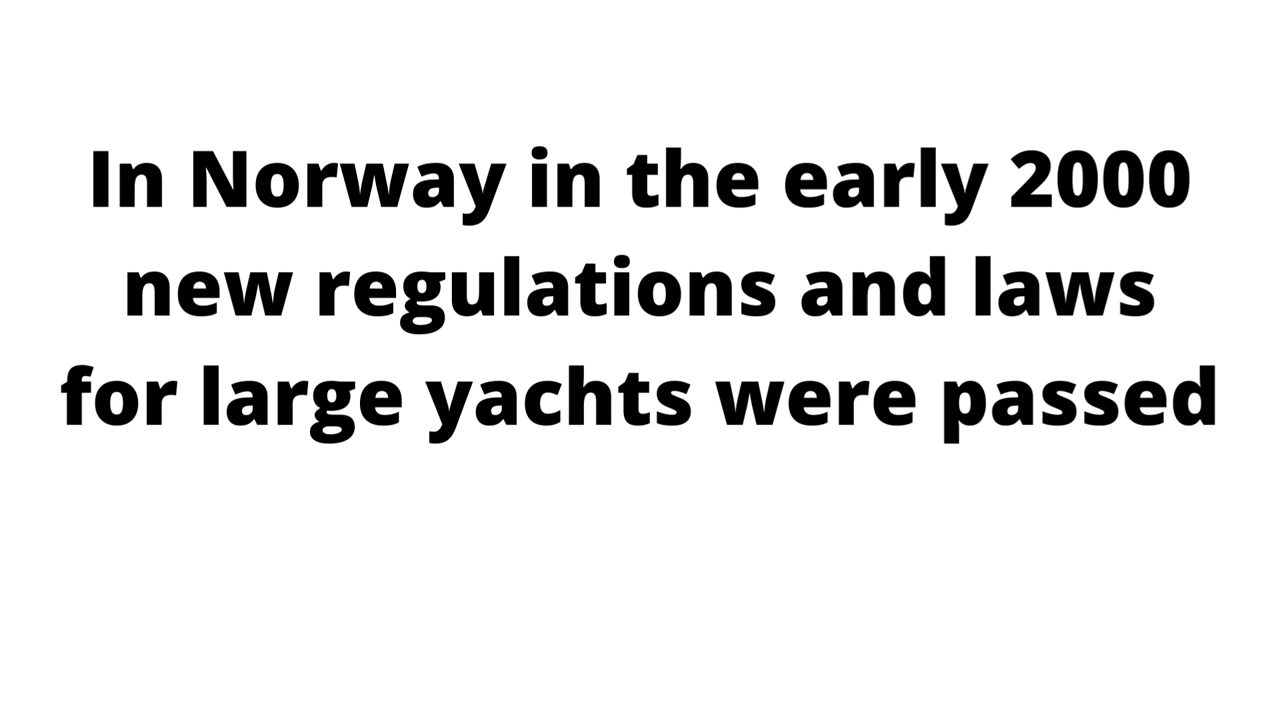 In Norway in the early 2000
new regulations and laws
for large yachts were passed